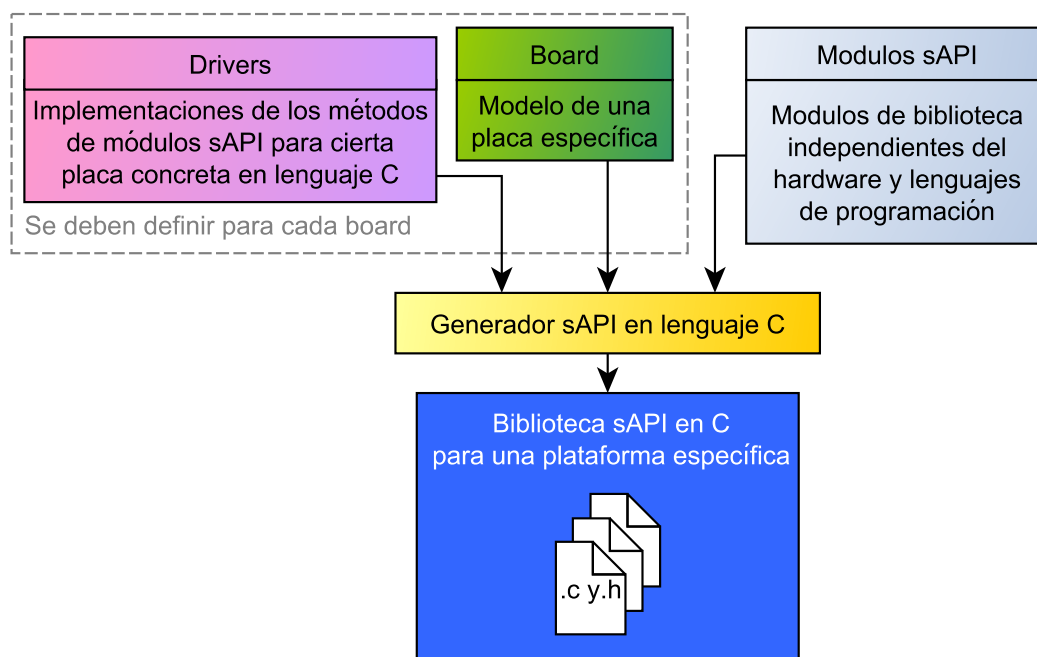 Drivers
Implementaciones de los métodos
de módulos sAPI para cierta
placa concreta en lenguaje C
Se deben definir para cada board
Board
Modelo de una
placa específica
Modulos sAPI
Modulos de biblioteca
independientes del
hardware y lenguajes
de programación
Generador sAPI en lenguaje C
Biblioteca sAPI en C
para una plataforma específica
.c y.h